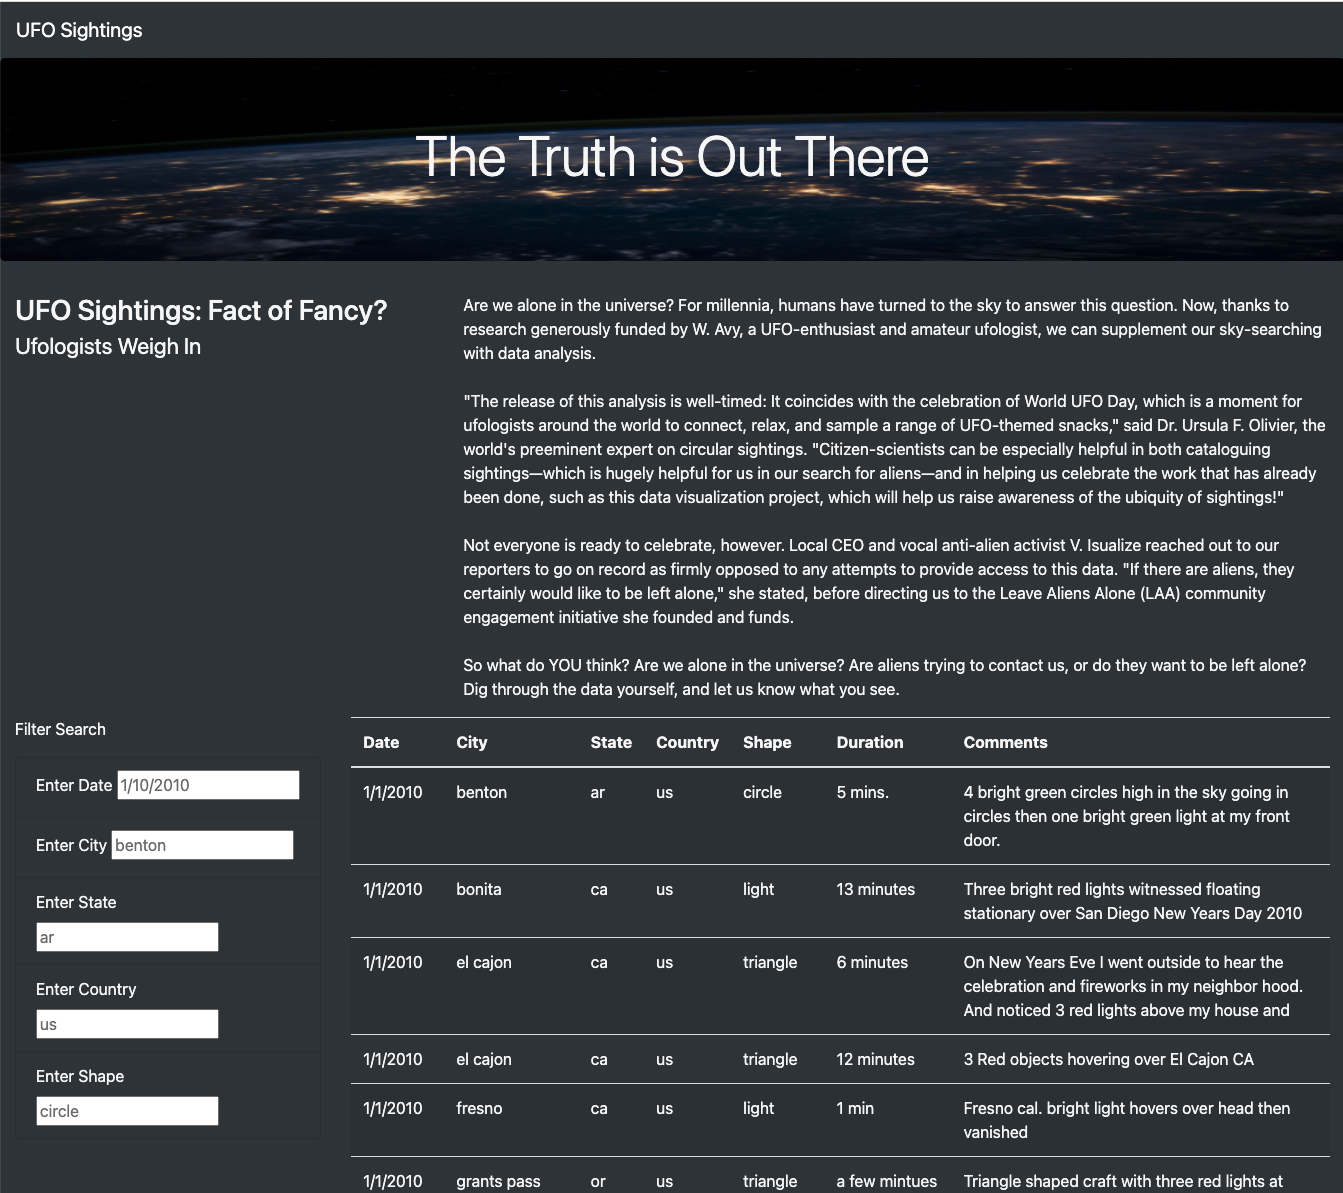 UFO Sightings
The Truth is Out There
UFO Sightings: Fact of Fancy?
Ufologists Weigh In
Are we alone in the universe? For millennia, humans have turned to the sky to answer this question. Now, thanks to
research generously funded by W. Avy, a UFO-enthusiast and amateur ufologist, we can supplement our sky-searching
with data analysis.
"The release of this analysis is well-timed: It coincides with the celebration of World UFO Day, which is a moment for
ufologists around the world to connect, relax, and sample a range of UFO-themed snacks," said Dr. Ursula F. Olivier, the
world's preeminent expert on circular sightings. "Citizen-scientists can be especially helpful in both cataloguing
sightings—which is hugely helpful for us in our search for aliens—and in helping us celebrate the work that has already
been done, such as this data visualization project, which will help us raise awareness of the ubiquity of sightings!"
Not everyone is ready to celebrate, however. Local CEO and vocal anti-alien activist V. Isualize reached out to our
reporters to go on record as firmly opposed to any attempts to provide access to this data. "If there are aliens, they
certainly would like to be left alone," she stated, before directing us to the Leave Aliens Alone (LAA) community
engagement initiative she founded and funds.
So what do YOU think? Are we alone in the universe? Are aliens trying to contact us, or do they want to be left alone?
Dig through the data yourself, and let us know what you see.
Filter Search
Enter Date 1/10/2010
Enter City benton
Enter State
ar
Enter Country
us
Enter Shape
circle
Date City State Country Shape Duration Comments
1/1/2010 benton ar us circle 5 mins. 4 bright green circles high in the sky going in
circles then one bright green light at my front
door.
1/1/2010 bonita ca us light 13 minutes Three bright red lights witnessed floating
stationary over San Diego New Years Day 2010
1/1/2010 el cajon ca us triangle 6 minutes On New Years Eve I went outside to hear the
celebration and fireworks in my neighbor hood.
And noticed 3 red lights above my house and
1/1/2010 el cajon ca us triangle 12 minutes 3 Red objects hovering over El Cajon CA
1/1/2010 fresno ca us light 1 min Fresno cal. bright light hovers over head then
vanished
1/1/2010 grants pass or us triangle a few mintues Triangle shaped craft with three red lights at